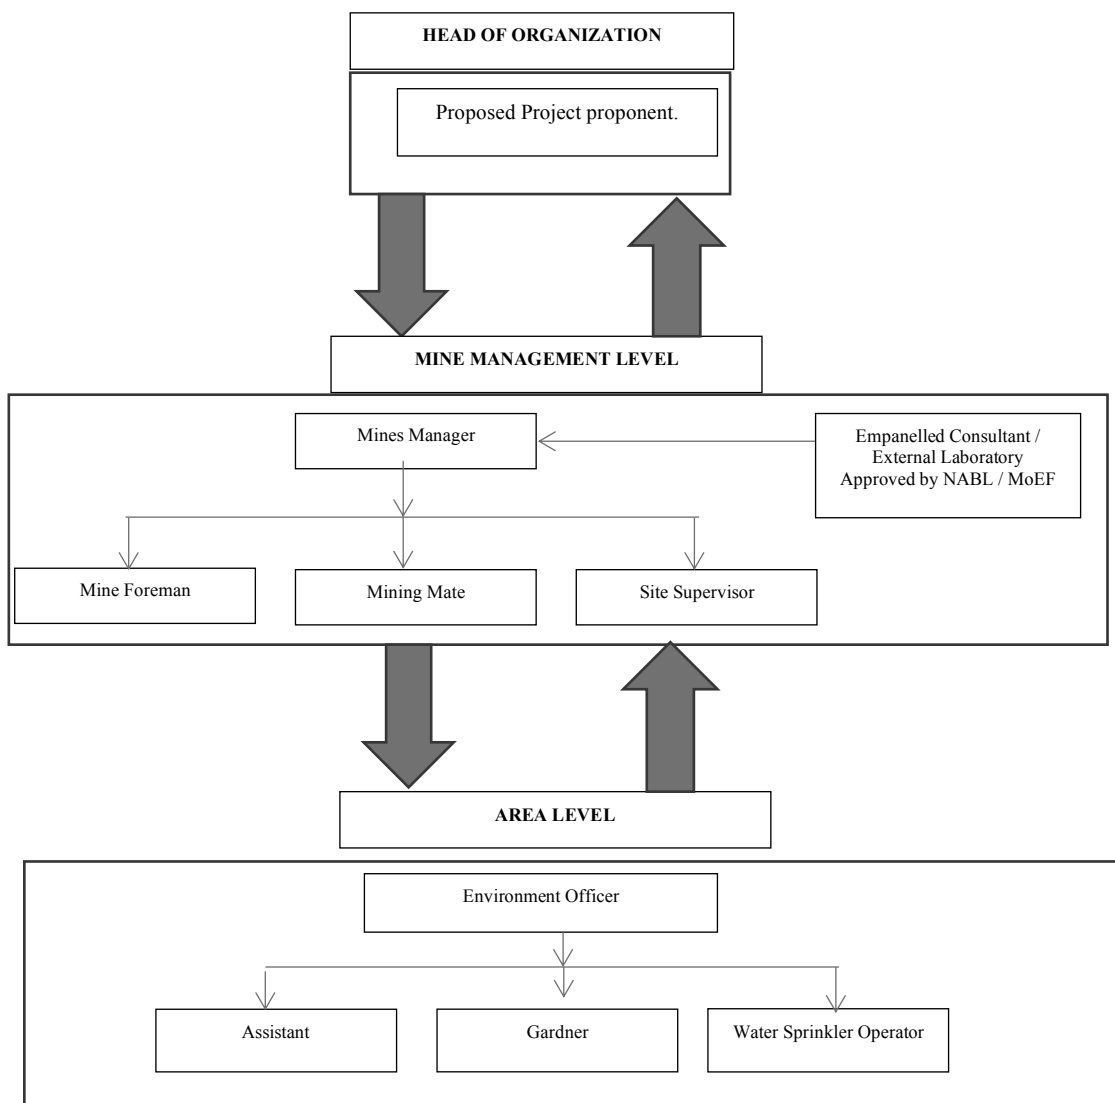 HEAD OF ORGANIZATION
Proposed Project proponent.
MINE MANAGEMENT LEVEL
Mines Manager
Empanelled Consultant /
External Laboratory
Approved by NABL / MoEF
Mine Foreman
Mining Mate
Site Supervisor
AREA LEVEL
Environment Officer
Assistant
Gardner
Water Sprinkler Operator